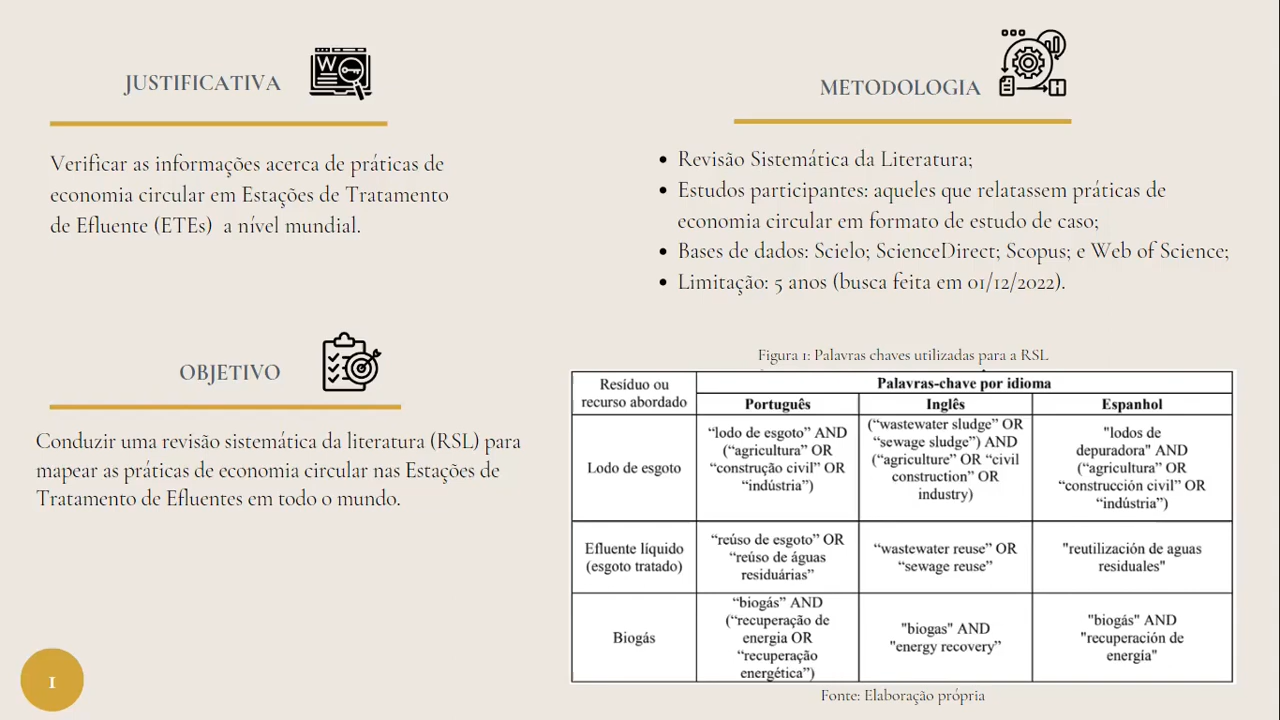 JUSTIFICATIVA
W
Verificar as informações acerca de práticas de
economia circular em Estações de Tratamento
de Efluente (ETEs) a nível mundial.
OBJETIVO
Conduzir uma revisão sistemática da literatura (RSL) para
mapear as práticas de economia circular nas Estações de
Tratamento de Efluentes em todo o mundo.
1
METODOLOGIA
• Revisão Sistemática da Literatura;
• Estudos participantes: aqueles que relatassem práticas de
economia circular em formato de estudo de caso;
• Bases de dados: Scielo; ScienceDirect; Scopus; e Web of Science;
• Limitação: 5 anos (busca feita em 01/12/2022).
Figura 1: Palavras chaves utilizadas para a RSL
Resíduo ou
recurso abordado
Palavras-chave por idioma
Português
Inglês
Espanhol
Lodo de esgoto
“lodo de esgoto” AND
(“agricultura” OR
“construção civil” OR
“indústria”)
(“wastewater sludge” OR
“sewage sludge”) AND
(“agriculture” OR “civil
construction” OR
industry)
"lodos de
depuradora" AND
(“agricultura” OR
“construcción civil” OR
“indústria”)
Efluente líquido
(esgoto tratado)
“reúso de esgoto” OR
“reúso de águas
residuárias”
“wastewater reuse” OR
“sewage reuse”
"reutilización de aguas
residuales"
Biogás
“biogás” AND
(“recuperação de
energia OR
“recuperação
energética”)
"biogas" AND
"energy recovery”
"biogás" AND
"recuperación de
energía"
Fonte: Elaboração própria